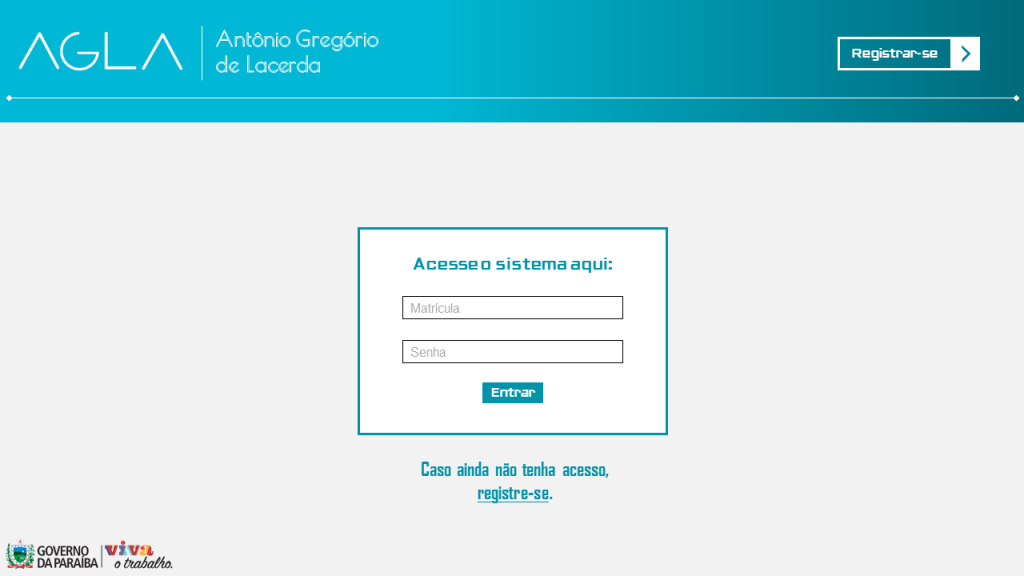 AGLA
Antônio Gregório
de Lacerda
Registrar-se
Acesse o sistema aqui:
Matrícula
Senha
Entrar
Caso ainda não tenha acesso,
registre-se.
GOVERNO
DA PARAÍBA
viva
o trabalho.